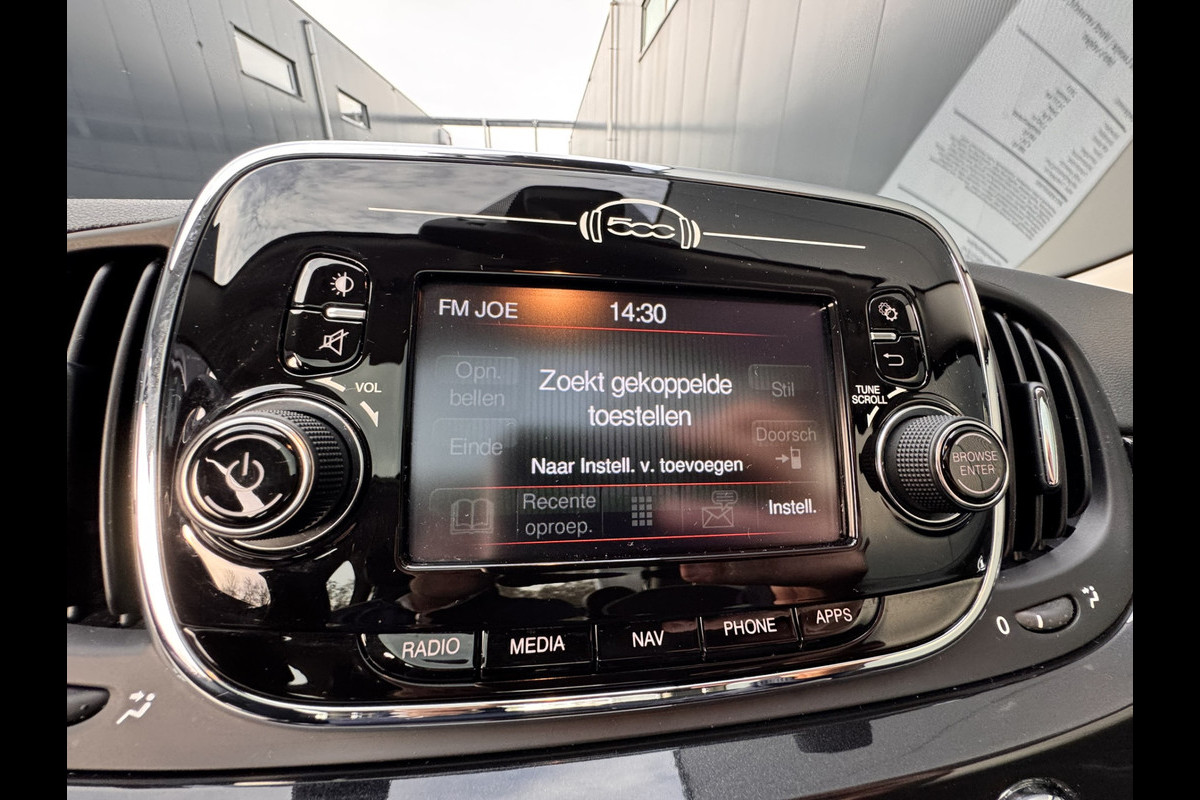 500
FM JOE 14:30
VOL
TUNE
SCROLL
Opn.
bellen
Zoekt gekoppelde
toestellen
Stil
Einde
Doorsch
Naar Instell. v. toevoegen
BROWSE
ENTER
Recente
oproep.
Instell.
RADIO MEDIA NAV PHONE APPS
0